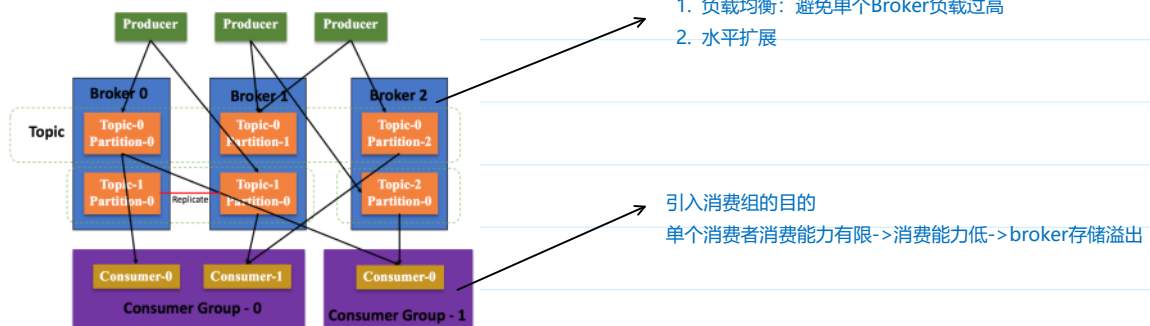 1. 负载均衡：避免单个Broker负载过高
2. 水平扩展
Producer
Producer
Producer
Broker 0
Broker 1
Broker 2
Topic
Topic-0
Partition-0
Topic-0
Partition-1
Topic-0
Partition-2
Topic-1
Partition-0
Replicate
Topic-1
Partition-0
Topic-2
Partition-0
引入消费组的目的
单个消费者消费能力有限->消费能力低->broker存储溢出
Consumer-0
Consumer-1
Consumer-0
Consumer Group - 0
Consumer Group - 1